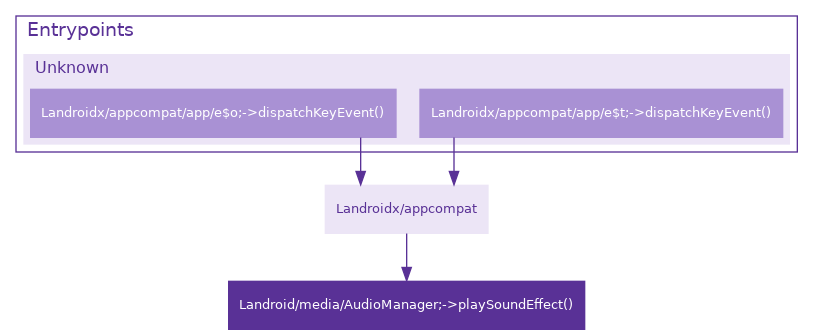 Entrypoints
Unknown
Landroidx/appcompat/app/e$o;->dispatchKeyEvent()
Landroidx/appcompat/app/e$t;->dispatchKeyEvent()
Landroidx/appcompat
Landroid/media/AudioManager;->playSoundEffect()